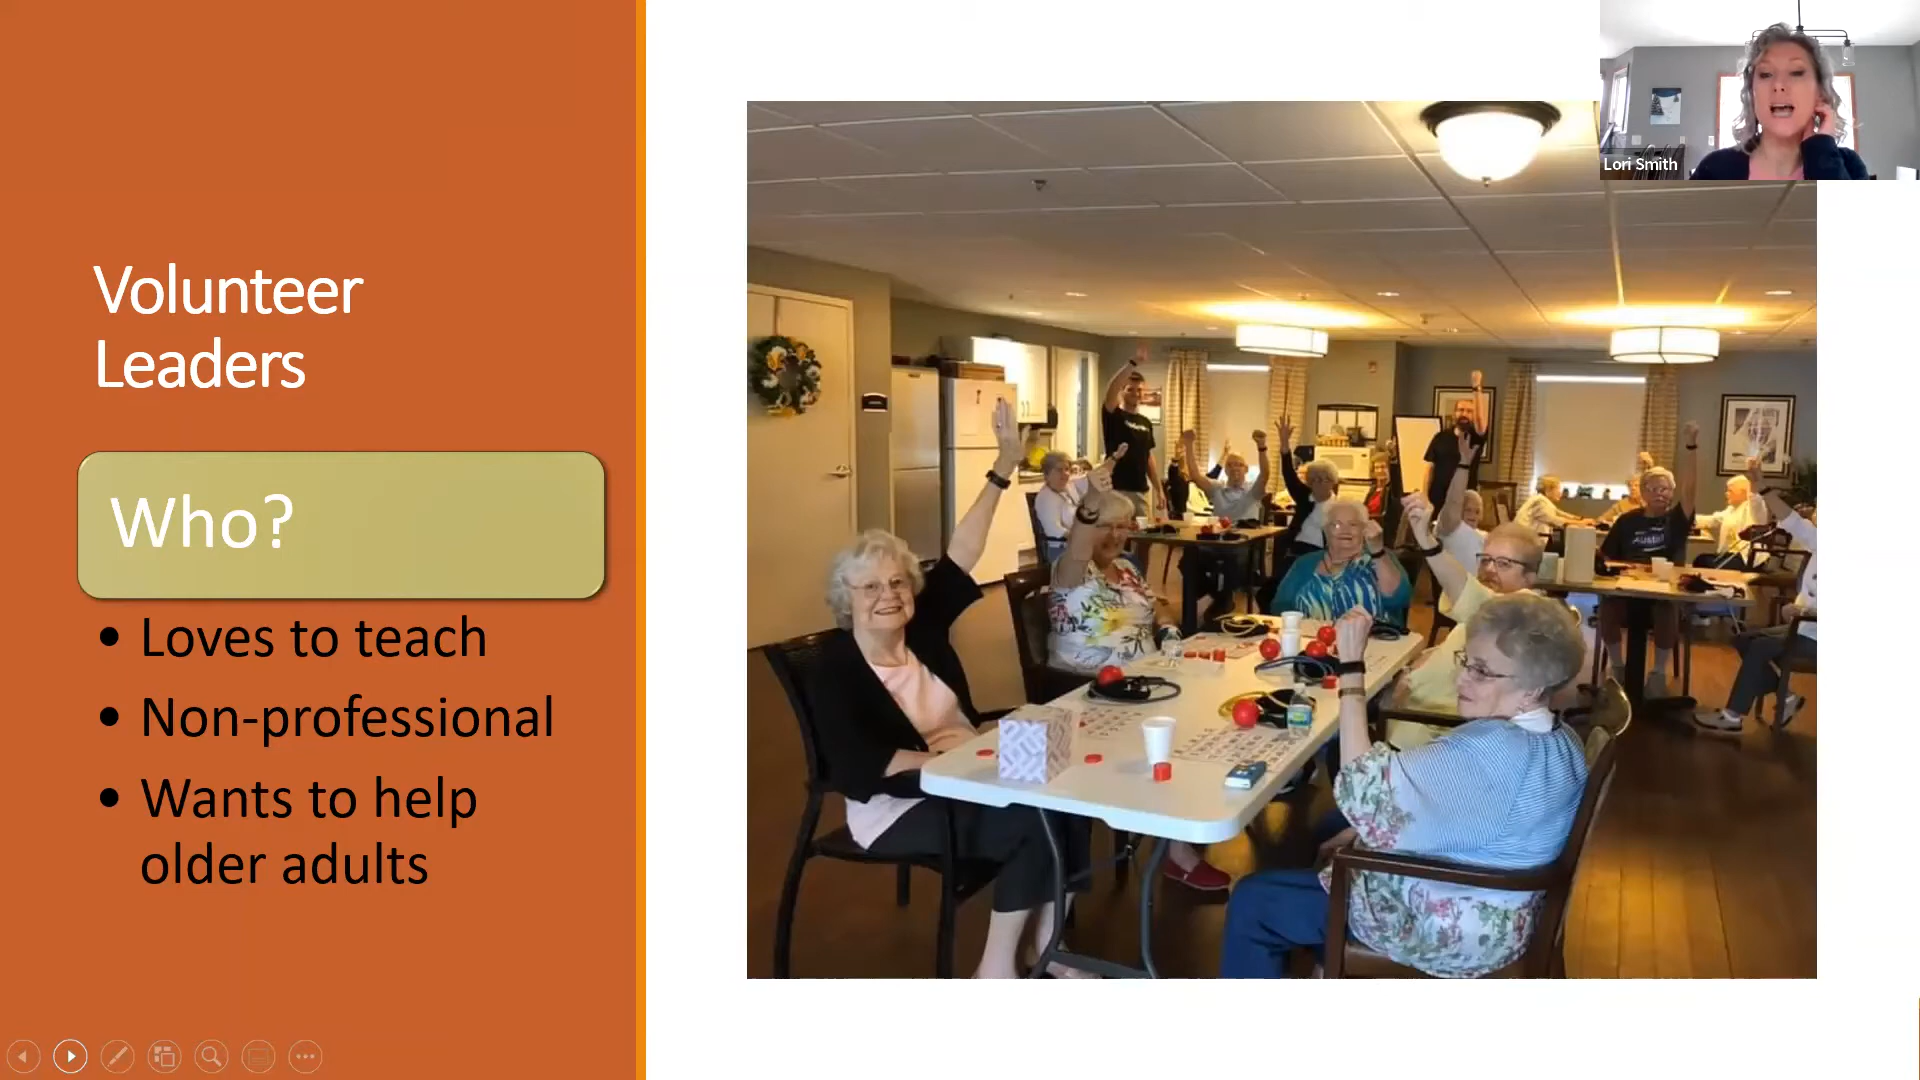 Volunteer
Leaders
Who?
• Loves to teach
• Non-professional
• Wants to help
older adults
Lori Smith